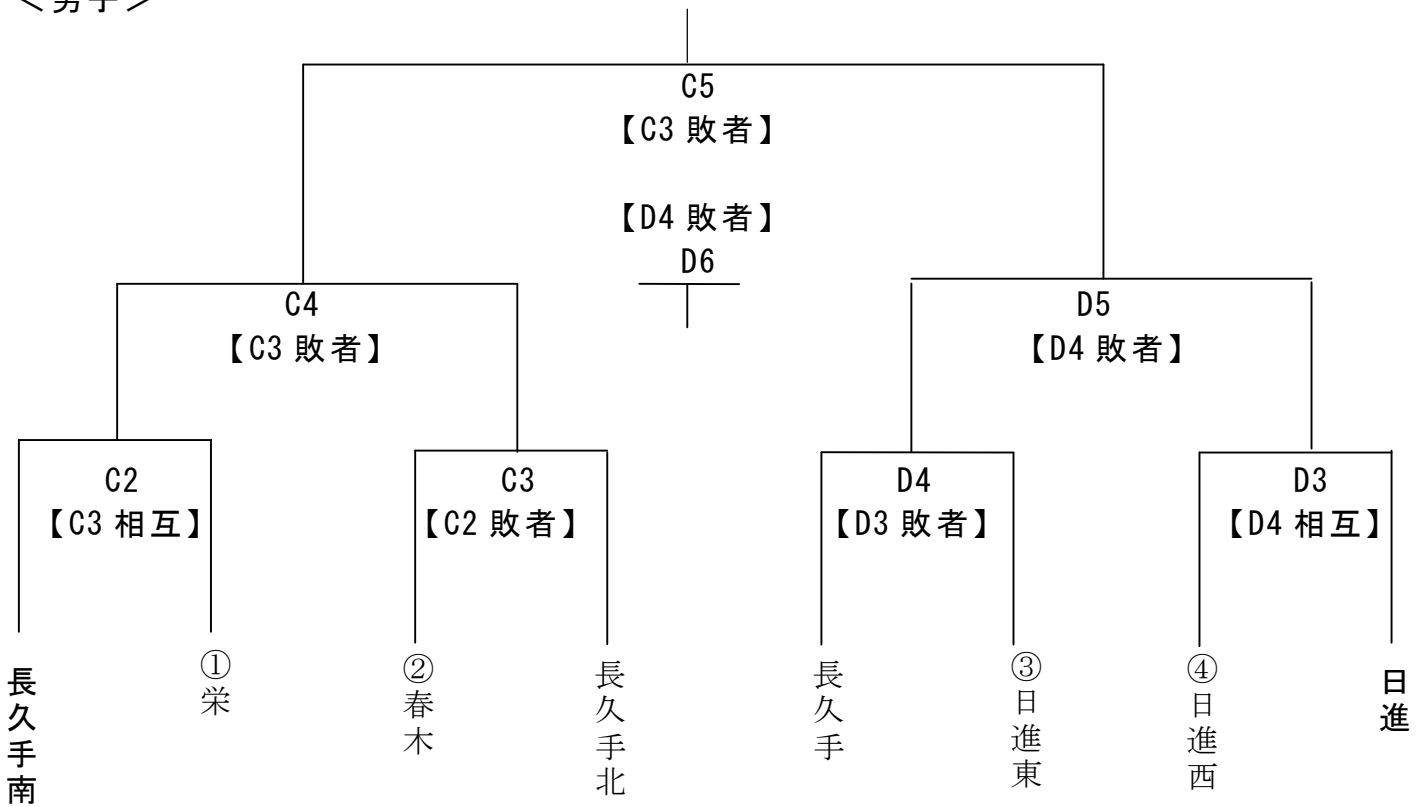 ＜男子＞
C5
【C3 敗者】
【D4 敗者】
D6
C4
【C3 敗者】
D5
【D4 敗者】
C2
【C3 相互】
C3
【C2 敗者】
D4
【D3 敗者】
D3
【D4 相互】
長久手南
①栄
②春木
長久手北
長久手
③日進東
④日進西
日進